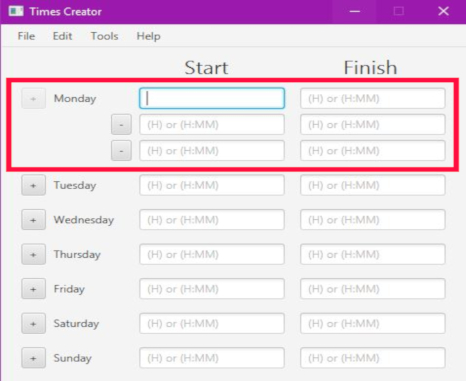 Times Creator
File Edit Tools Help
Start Finish
+ Monday (H) or (H:MM)
- (H) or (H:MM) (H) or (H:MM)
- (H) or (H:MM) (H) or (H:MM)
+ Tuesday (H) or (H:MM) (H) or (H:MM)
+ Wednesday (H) or (H:MM) (H) or (H:MM)
+ Thursday (H) or (H:MM) (H) or (H:MM)
+ Friday (H) or (H:MM) (H) or (H:MM)
+ Saturday (H) or (H:MM) (H) or (H:MM)
+ Sunday (H) or (H:MM) (H) or (H:MM)